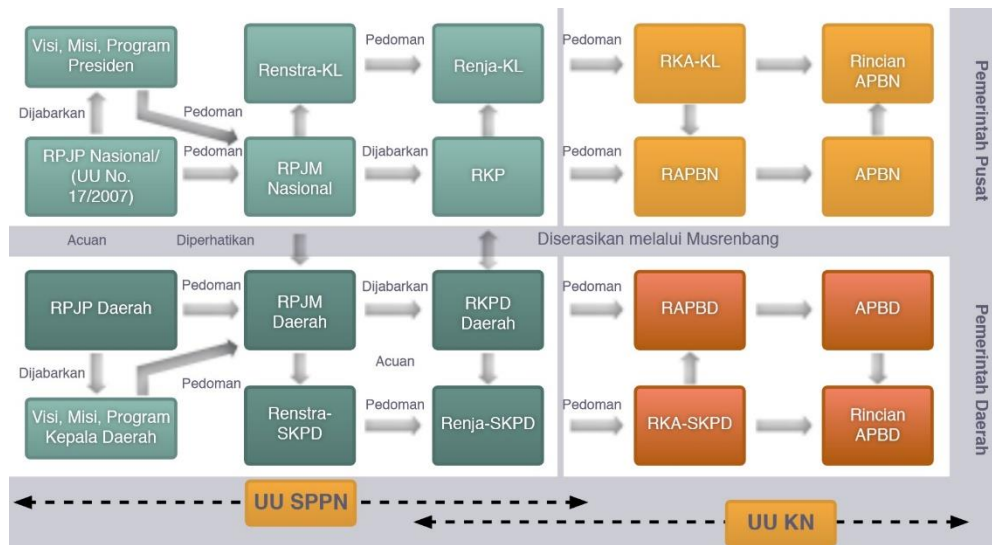 Visi, Misi, Program
Presiden
Dijabarkan
Pedoman
RPJP Nasional/
(UU No.
17/2007)
Pedoman
Renstra-KL
Pedoman
Renja-KL
Pedoman
RKA-KL
Rincian
APBN
RPJM
Nasional
Dijabarkan
RKP
Pedoman
RAPBN
APBN
Pemerintah Pusat
Acuan
Diperhatikan
Diserasikan melalui Musrenbang
RPJP Daerah
Pedoman
RPJM
Daerah
Dijabarkan
RKPD
Daerah
Pedoman
RAPBD
APBD
Dijabarkan
Pedoman
Acuan
Visi, Misi, Program
Kepala Daerah
Renstra-
SKPD
Pedoman
Renja-SKPD
Pedoman
RKA-SKPD
Rincian
APBD
Pemerintah Daerah
UU SPPN
UU KN